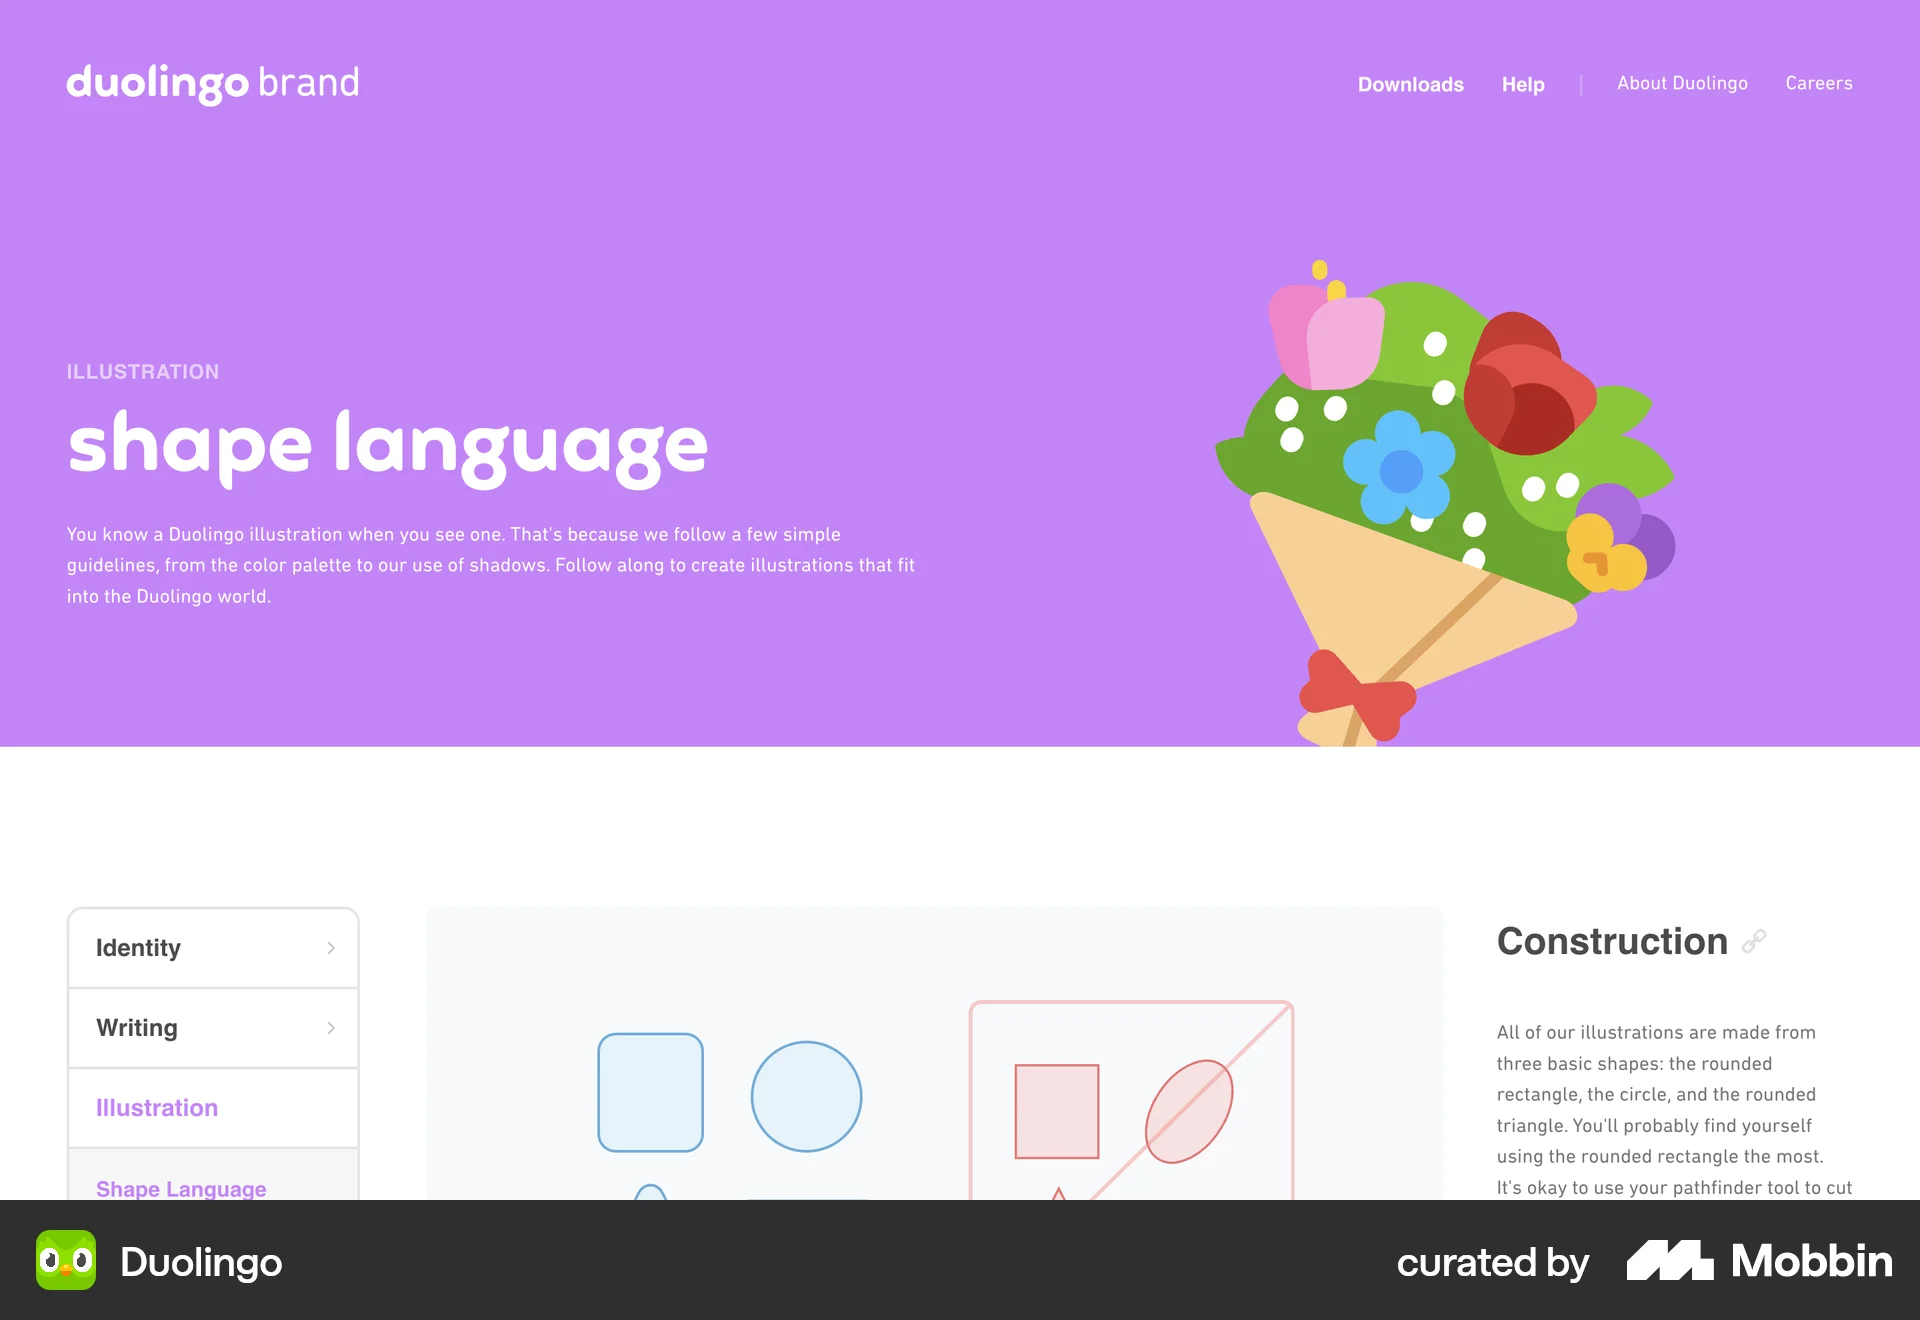 duolingo brand
Downloads
Help
About Duolingo
Careers
ILLUSTRATION
shape language
You know a Duolingo illustration when you see one. That's because we follow a few simple
guidelines, from the color palette to our use of shadows. Follow along to create illustrations that fit
into the Duolingo world.
Identity
Writing
Illustration
Shape Language
Construction
All of our illustrations are made from
three basic shapes: the rounded
rectangle, the circle, and the rounded
triangle. You'll probably find yourself
using the rounded rectangle the most.
It's okay to use your pathfinder tool to cut
Duolingo
curated by
Mobbin